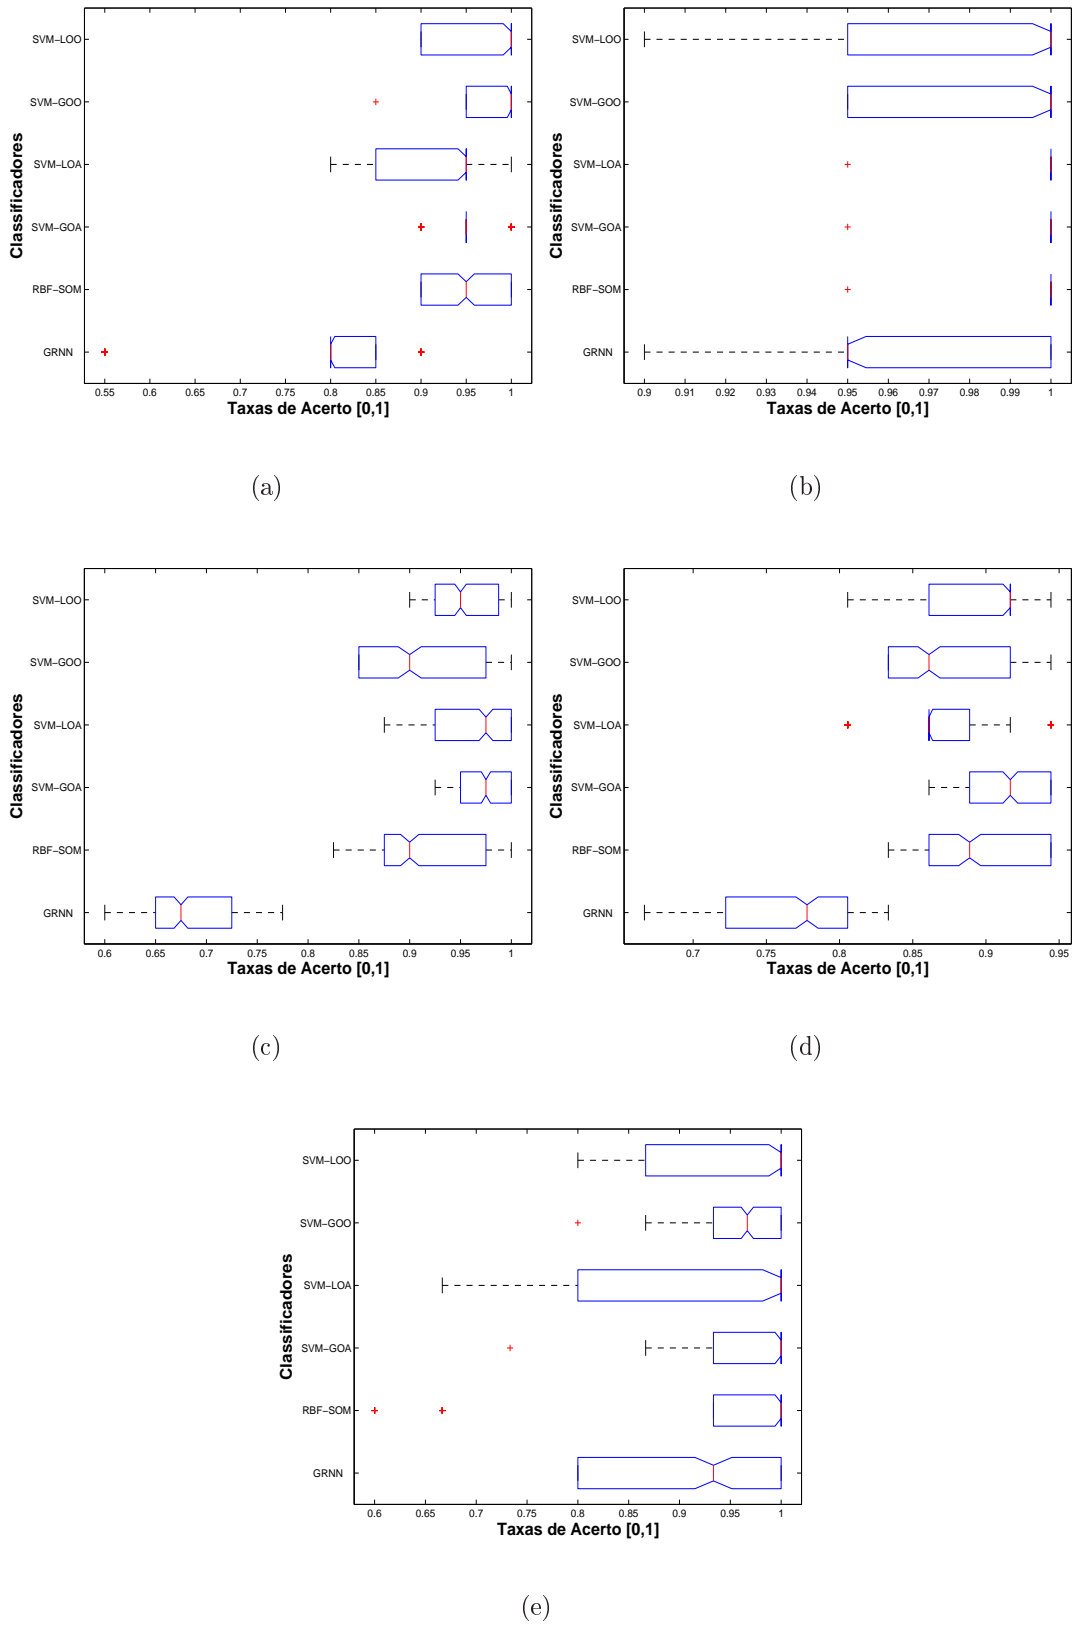 Classificadores
SVM-LOO
SVM-GOO
SVM-LOA
SVM-GOA
RBF-SOM
GRNN
0.55 0.6 0.65 0.7 0.75 0.8 0.85 0.9 0.95 1
Taxas de Acerto [0,1]
(a)
Classificadores
SVM-LOO
SVM-GOO
SVM-LOA
SVM-GOA
RBF-SOM
GRNN
0.9 0.91 0.92 0.93 0.94 0.95 0.96 0.97 0.98 0.99 1
Taxas de Acerto [0,1]
(b)
Classificadores
SVM-LOO
SVM-GOO
SVM-LOA
SVM-GOA
RBF-SOM
GRNN
0.6 0.65 0.7 0.75 0.8 0.85 0.9 0.95 1
Taxas de Acerto [0,1]
(c)
Classificadores
SVM-LOO
SVM-GOO
SVM-LOA
SVM-GOA
RBF-SOM
GRNN
0.7 0.75 0.8 0.85 0.9 0.95
Taxas de Acerto [0,1]
(d)
Classificadores
SVM-LOO
SVM-GOO
SVM-LOA
SVM-GOA
RBF-SOM
GRNN
0.6 0.65 0.7 0.75 0.8 0.85 0.9 0.95 1
Taxas de Acerto [0,1]
(e)